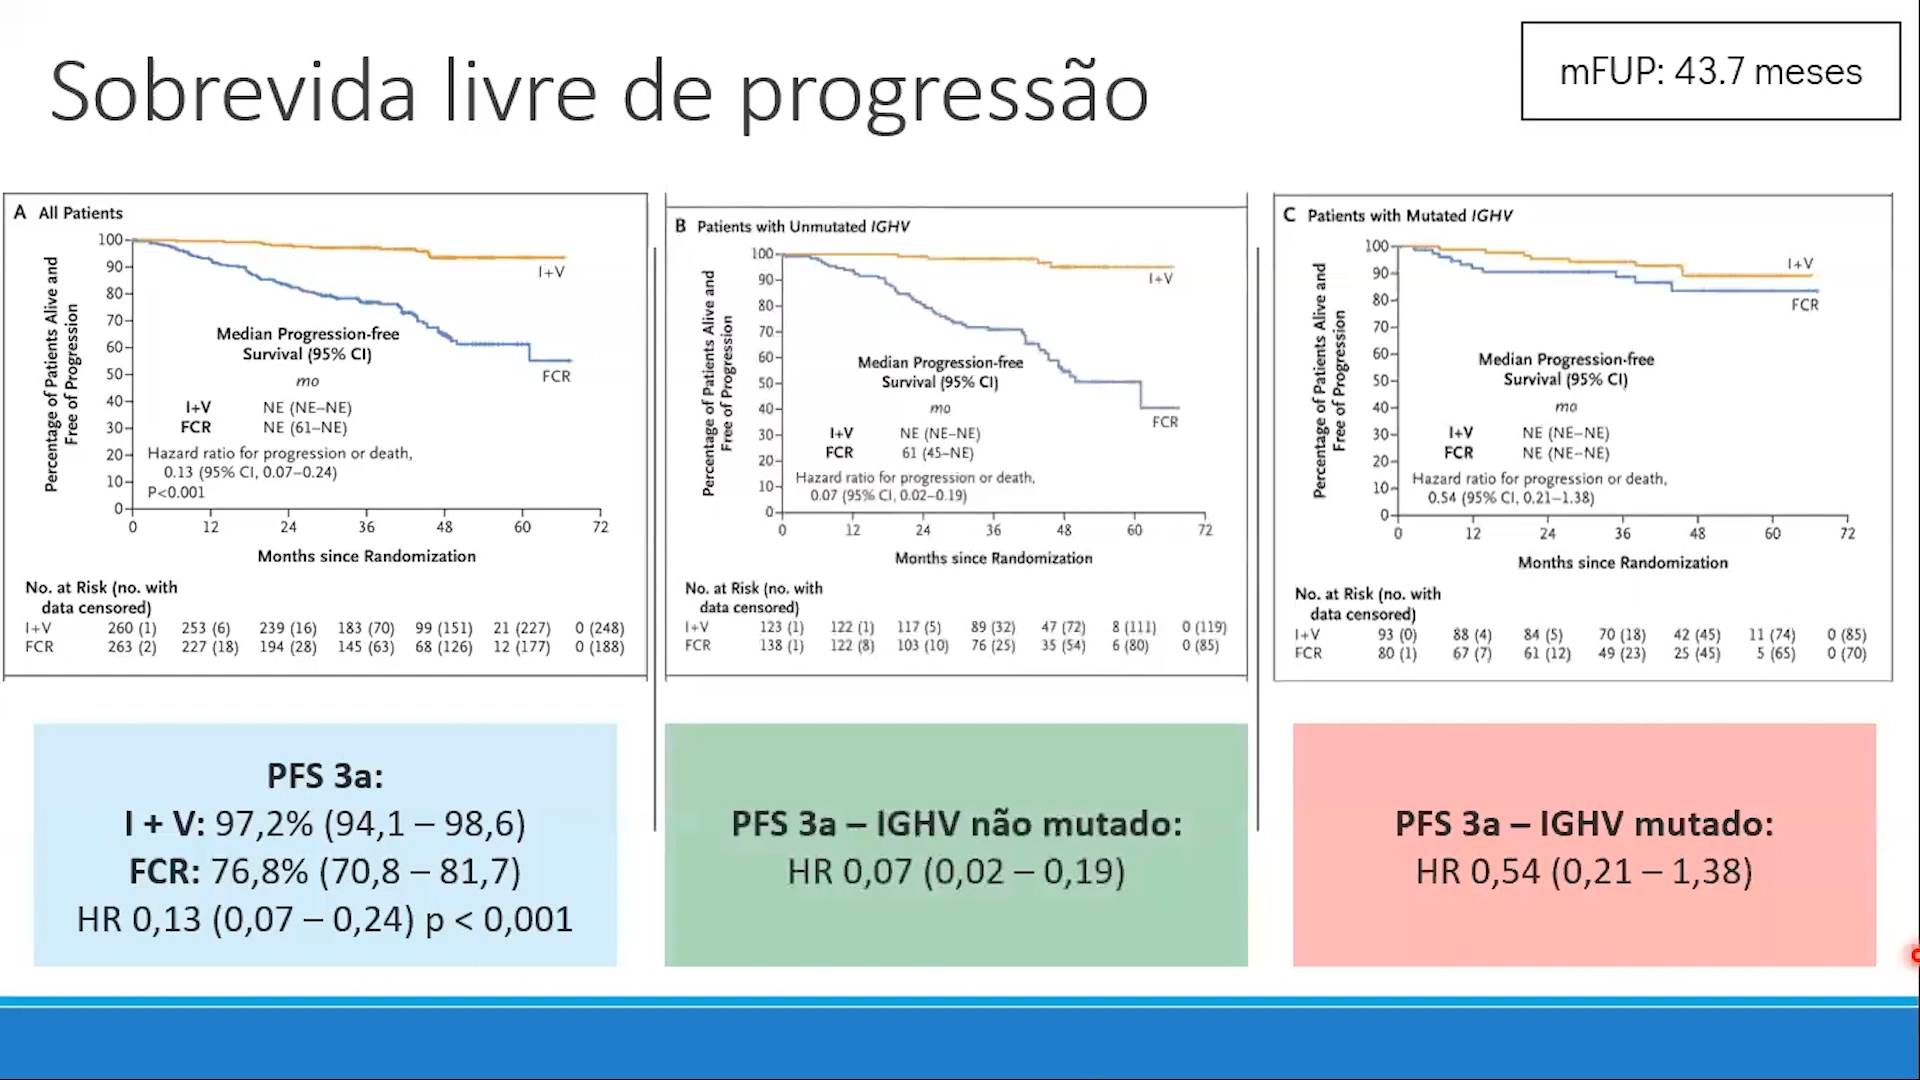 Sobrevida livre de progressão
mFUP: 43.7 meses
A All Patients
Percentage of Patients Alive and
Free of Progression
100
90
80
70
60
50
40
30
20
10
0
I+V
FCR
Median Progression-free
Survival (95% CI)
mo
I+V NE (NE–NE)
FCR NE (61–NE)
Hazard ratio for progression or death,
0.13 (95% CI, 0.07–0.24)
P<0.001
0 12 24 36 48 60 72
Months since Randomization
No. at Risk (no. with
data censored)
I+V 260 (1) 253 (6) 239 (16) 183 (70) 99 (151) 21 (227) 0 (248)
FCR 263 (2) 227 (18) 194 (28) 145 (63) 68 (126) 12 (177) 0 (188)
B Patients with Unmutated IGHV
Percentage of Patients Alive and
Free of Progression
100
90
80
70
60
50
40
30
20
10
0
I+V
FCR
Median Progression-free
Survival (95% CI)
mo
I+V NE (NE–NE)
FCR 61 (45–NE)
Hazard ratio for progression or death,
0.07 (95% CI, 0.02–0.19)
0 12 24 36 48 60 72
Months since Randomization
No. at Risk (no. with
data censored)
I+V 123 (1) 122 (1) 117 (5) 89 (32) 47 (72) 8 (111) 0 (119)
FCR 138 (1) 122 (8) 103 (10) 76 (25) 35 (54) 6 (80) 0 (85)
C Patients with Mutated IGHV
Percentage of Patients Alive and
Free of Progression
100
90
80
70
60
50
40
30
20
10
0
I+V
FCR
Median Progression-free
Survival (95% CI)
mo
I+V NE (NE–NE)
FCR NE (NE–NE)
Hazard ratio for progression or death,
0.54 (95% CI, 0.21–1.38)
0 12 24 36 48 60 72
Months since Randomization
No. at Risk (no. with
data censored)
I+V 93 (0) 88 (4) 84 (5) 70 (18) 42 (45) 11 (74) 0 (85)
FCR 80 (1) 67 (7) 61 (12) 49 (23) 25 (45) 5 (65) 0 (70)
PFS 3a:
I + V: 97,2% (94,1 – 98,6)
FCR: 76,8% (70,8 – 81,7)
HR 0,13 (0,07 – 0,24) p < 0,001
PFS 3a – IGHV não mutado:
HR 0,07 (0,02 – 0,19)
PFS 3a – IGHV mutado:
HR 0,54 (0,21 – 1,38)